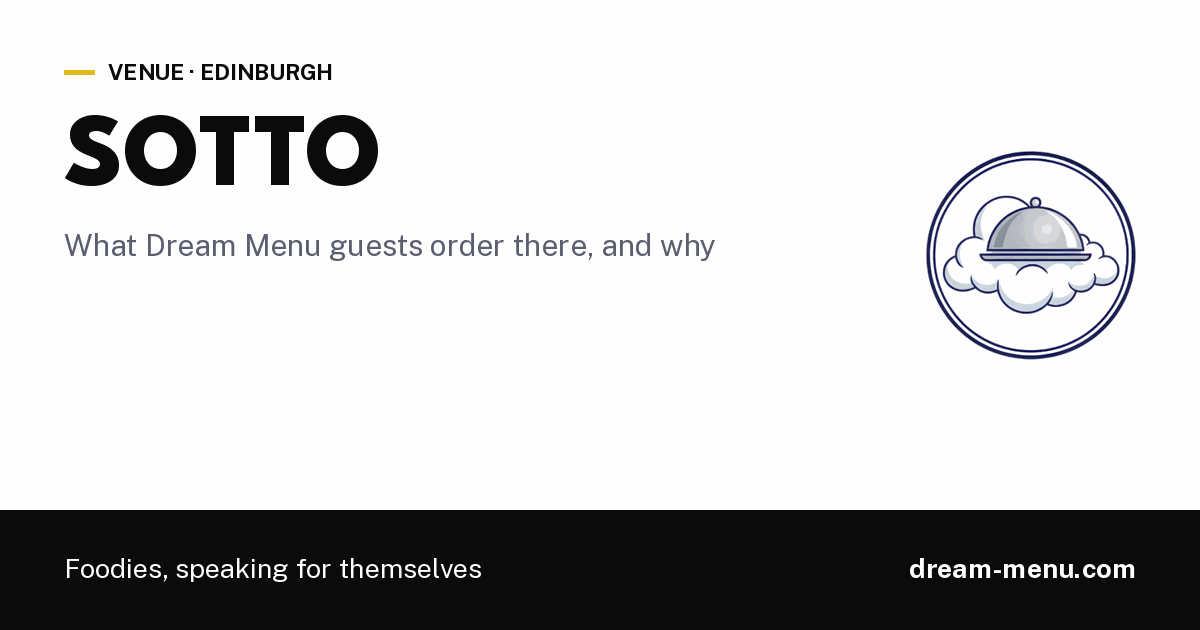 VENUE · EDINBURGH
SOTTO
What Dream Menu guests order there, and why
Foodies, speaking for themselves
dream-menu.com